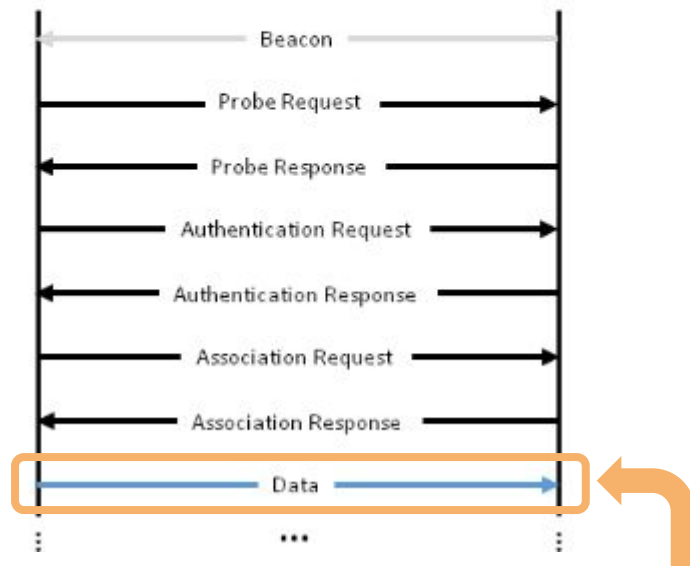 Beacon
Probe Request
Probe Response
Authentication Request
Authentication Response
Association Request
Association Response
Data
...